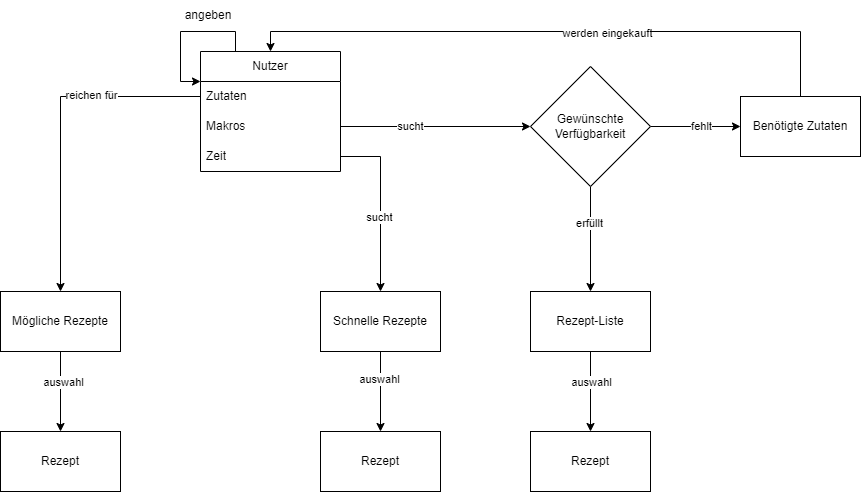 angeben
werden eingekauft
Nutzer
Zutaten
reichen für
Makros
sucht
Gewünschte
Verfügbarkeit
fehlt
Benötigte Zutaten
Zeit
sucht
erfüllt
Mögliche Rezepte
Schnelle Rezepte
Rezept-Liste
auswahl
auswahl
auswahl
Rezept
Rezept
Rezept